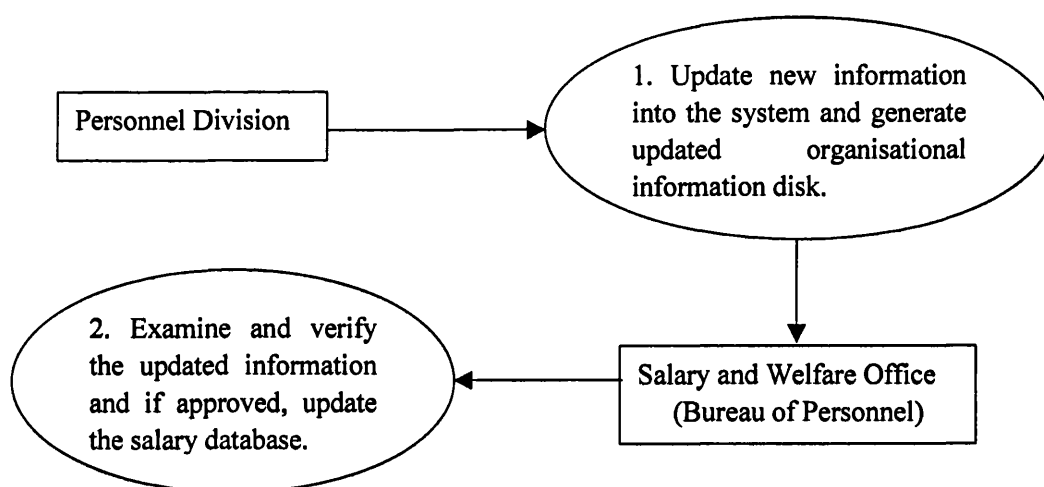 Personnel Division
1. Update new information
into the system and generate
updated organisational
information disk.
Salary and Welfare Office
(Bureau of Personnel)
2. Examine and verify
the updated information
and if approved, update
the salary database.